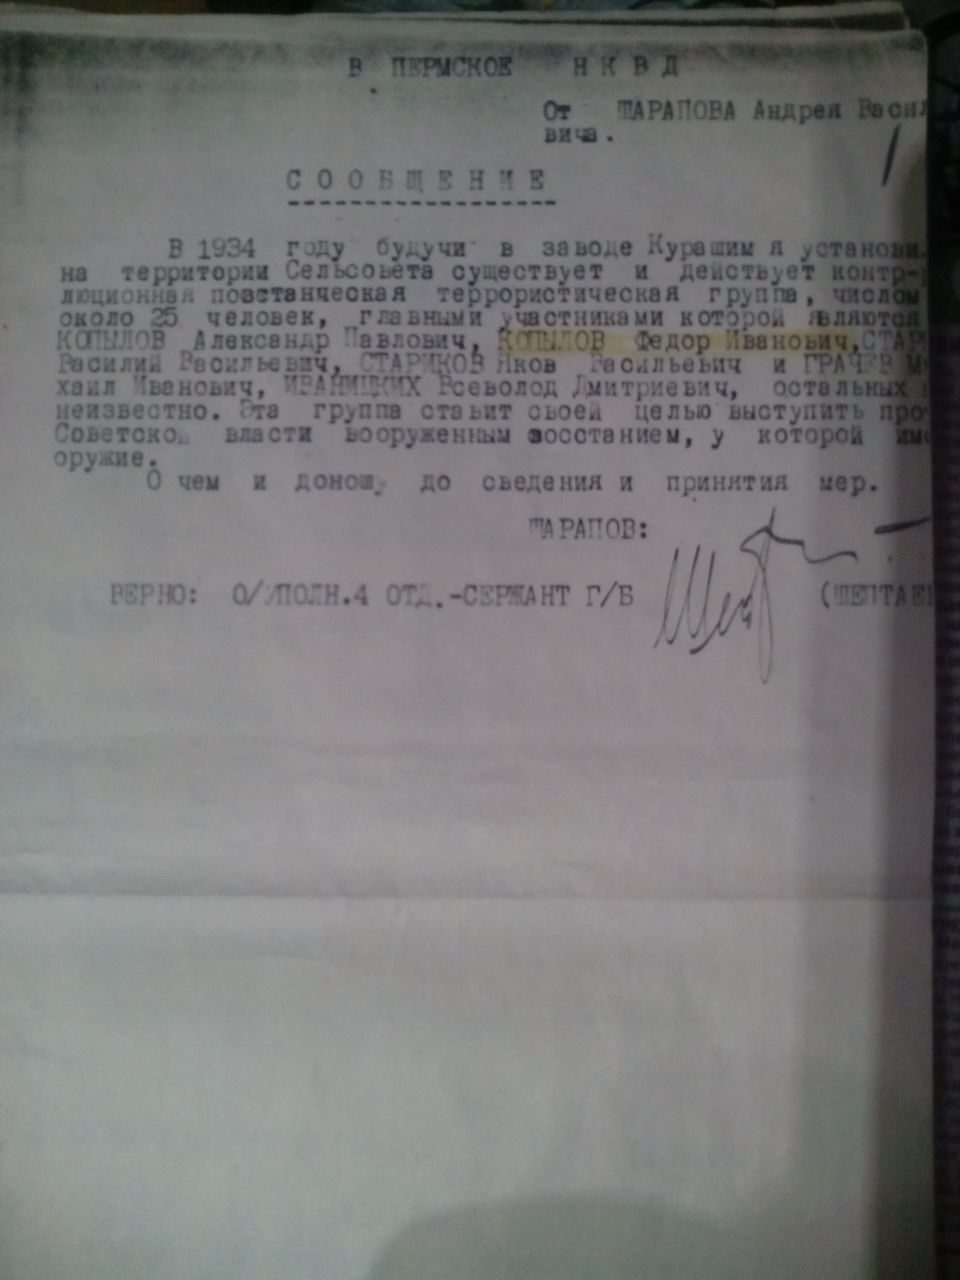 В ПЕРМСКОЕ Н К В Д
От ШАРАПОВА Андрея Васил
вича.
С О О Б Щ Е Н И Е
В 1934 году будучи в заводе Курашим я установи
на территории Сельсовета существует и действует контр-
люционная повстанческая террористическая группа, числом
около 25 человек, главными участниками которой являются
КОПЫЛОВ Александр Павлович, КОПЫЛОВ Федор Иванович, СТАР
Василий Васильевич, СТАРИКОВ Яков Васильевич и ГРАЧЕВ М
хаил Иванович, ИВАНИЦКИХ Всеволод Дмитриевич, остальных
неизвестно. Эта группа ставит своей целью выступить про
Советской власти вооруженным восстанием, у которой им
оружие.
О чем и доношу до сведения и принятия мер.
ШАРАПОВ:
ВЕРНО: О/УПОЛН.4 ОТД.-СЕРЖАНТ Г/Б (ШЕПТАЕ